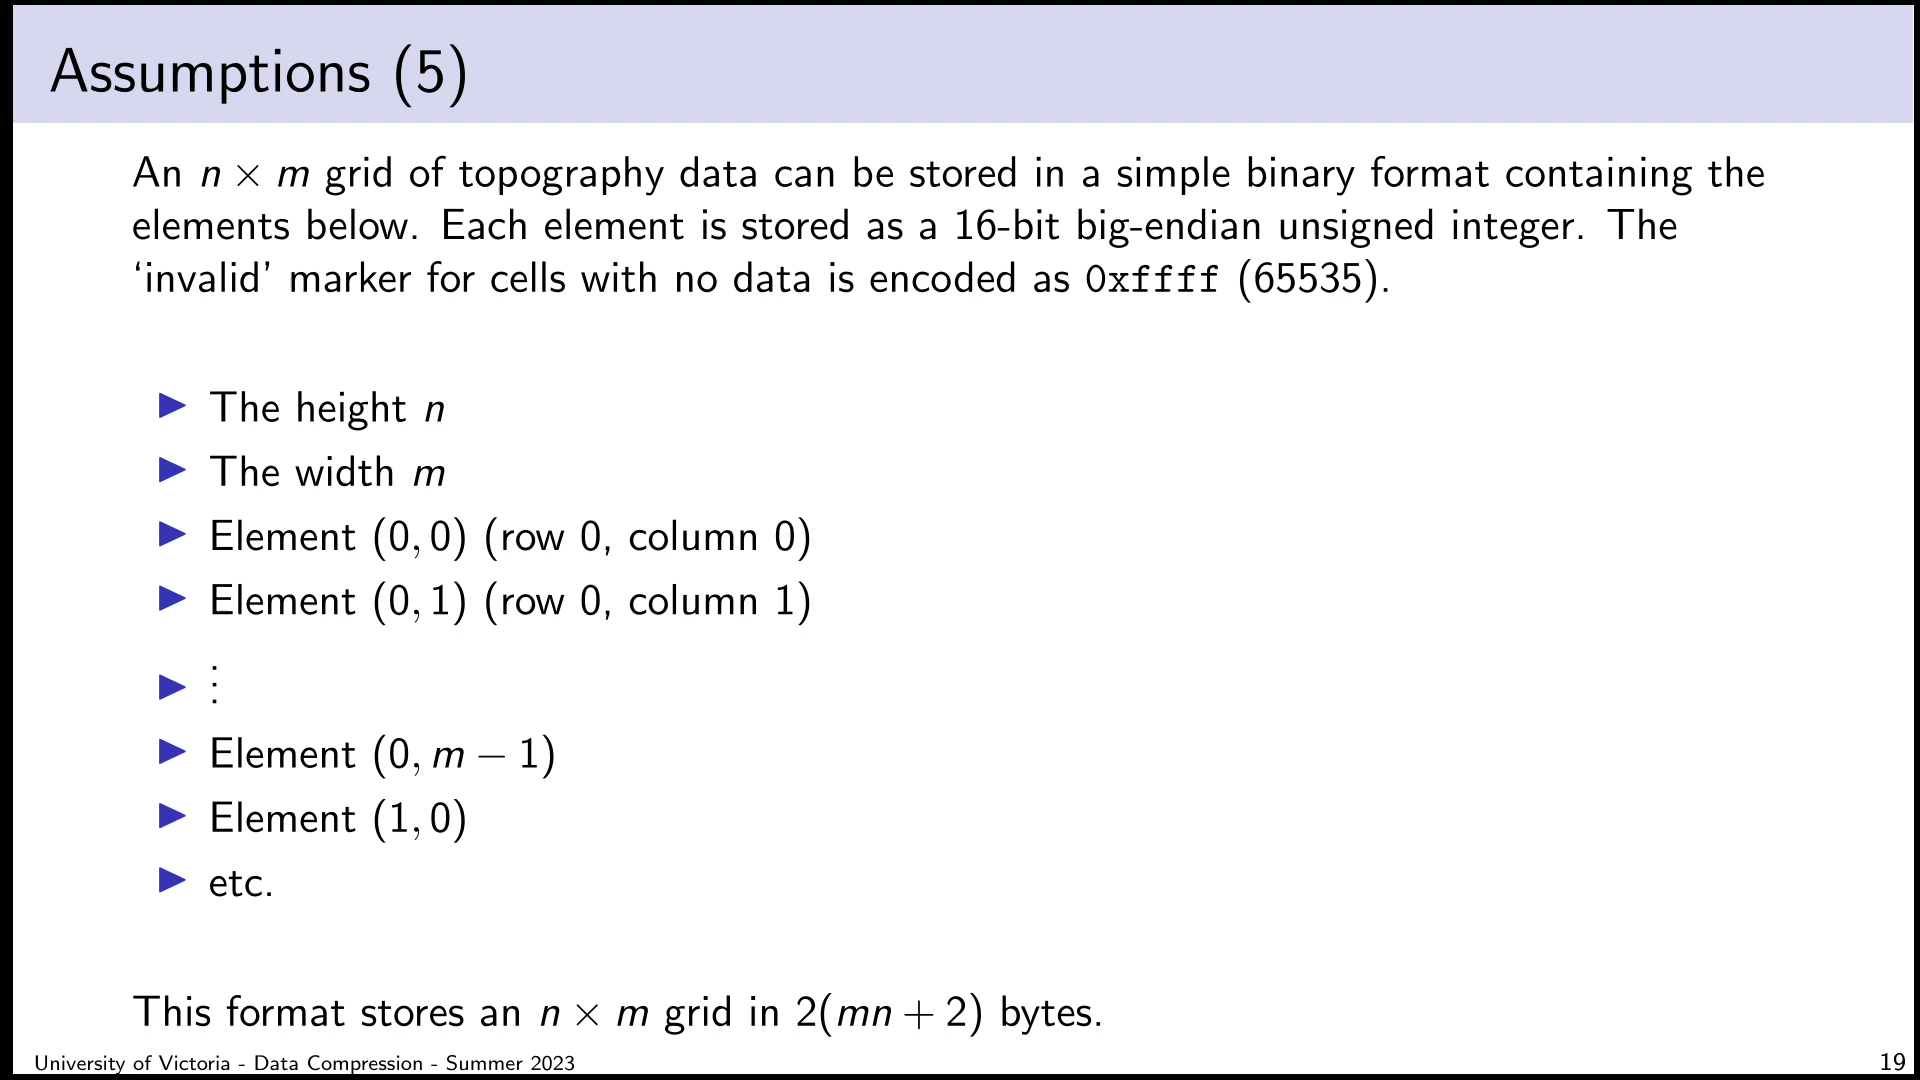 Assumptions (5)
An n × m grid of topography data can be stored in a simple binary format containing the
elements below. Each element is stored as a 16-bit big-endian unsigned integer. The
‘invalid’ marker for cells with no data is encoded as 0xffff (65535).
▶ The height n
▶ The width m
▶ Element (0, 0) (row 0, column 0)
▶ Element (0, 1) (row 0, column 1)
▶ ⋮
▶ Element (0, m − 1)
▶ Element (1, 0)
▶ etc.
This format stores an n × m grid in 2(mn + 2) bytes.
University of Victoria - Data Compression - Summer 2023
19